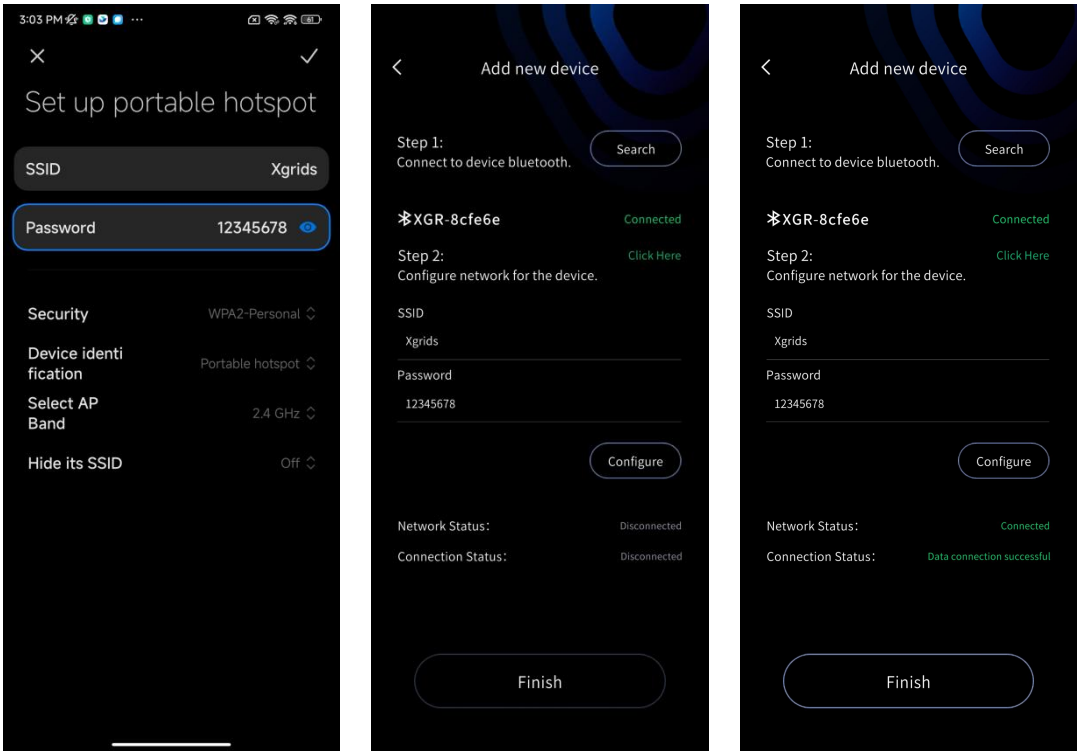 3:03 PM
61
Set up portable hotspot
SSID Xgrids
Password 12345678
Security WPA2-Personal
Device identi
fication
Portable hotspot
Select AP
Band
2.4 GHz
Hide its SSID Off
Add new device
Step 1:
Connect to device bluetooth.
Search
XGR-8cfe6e Connected
Step 2: Click Here
Configure network for the device.
SSID
Xgrids
Password
12345678
Configure
Network Status: Disconnected
Connection Status: Disconnected
Finish
Add new device
Step 1:
Connect to device bluetooth.
Search
XGR-8cfe6e Connected
Step 2: Click Here
Configure network for the device.
SSID
Xgrids
Password
12345678
Configure
Network Status: Connected
Connection Status: Data connection successful
Finish